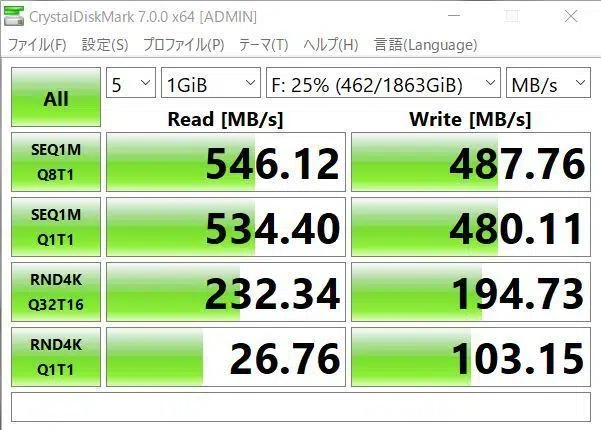 CrystalDiskMark 7.0.0 x64 [ADMIN]
ファイル(F) 設定(S) プロファイル(P) テーマ(T) ヘルプ(H) 言語(Language)
All 5 1GiB F: 25% (462/1863GiB) MB/s
Read [MB/s] Write [MB/s]
SEQ1M
Q8T1 546.12 487.76
SEQ1M
Q1T1 534.40 480.11
RND4K
Q32T16 232.34 194.73
RND4K
Q1T1 26.76 103.15